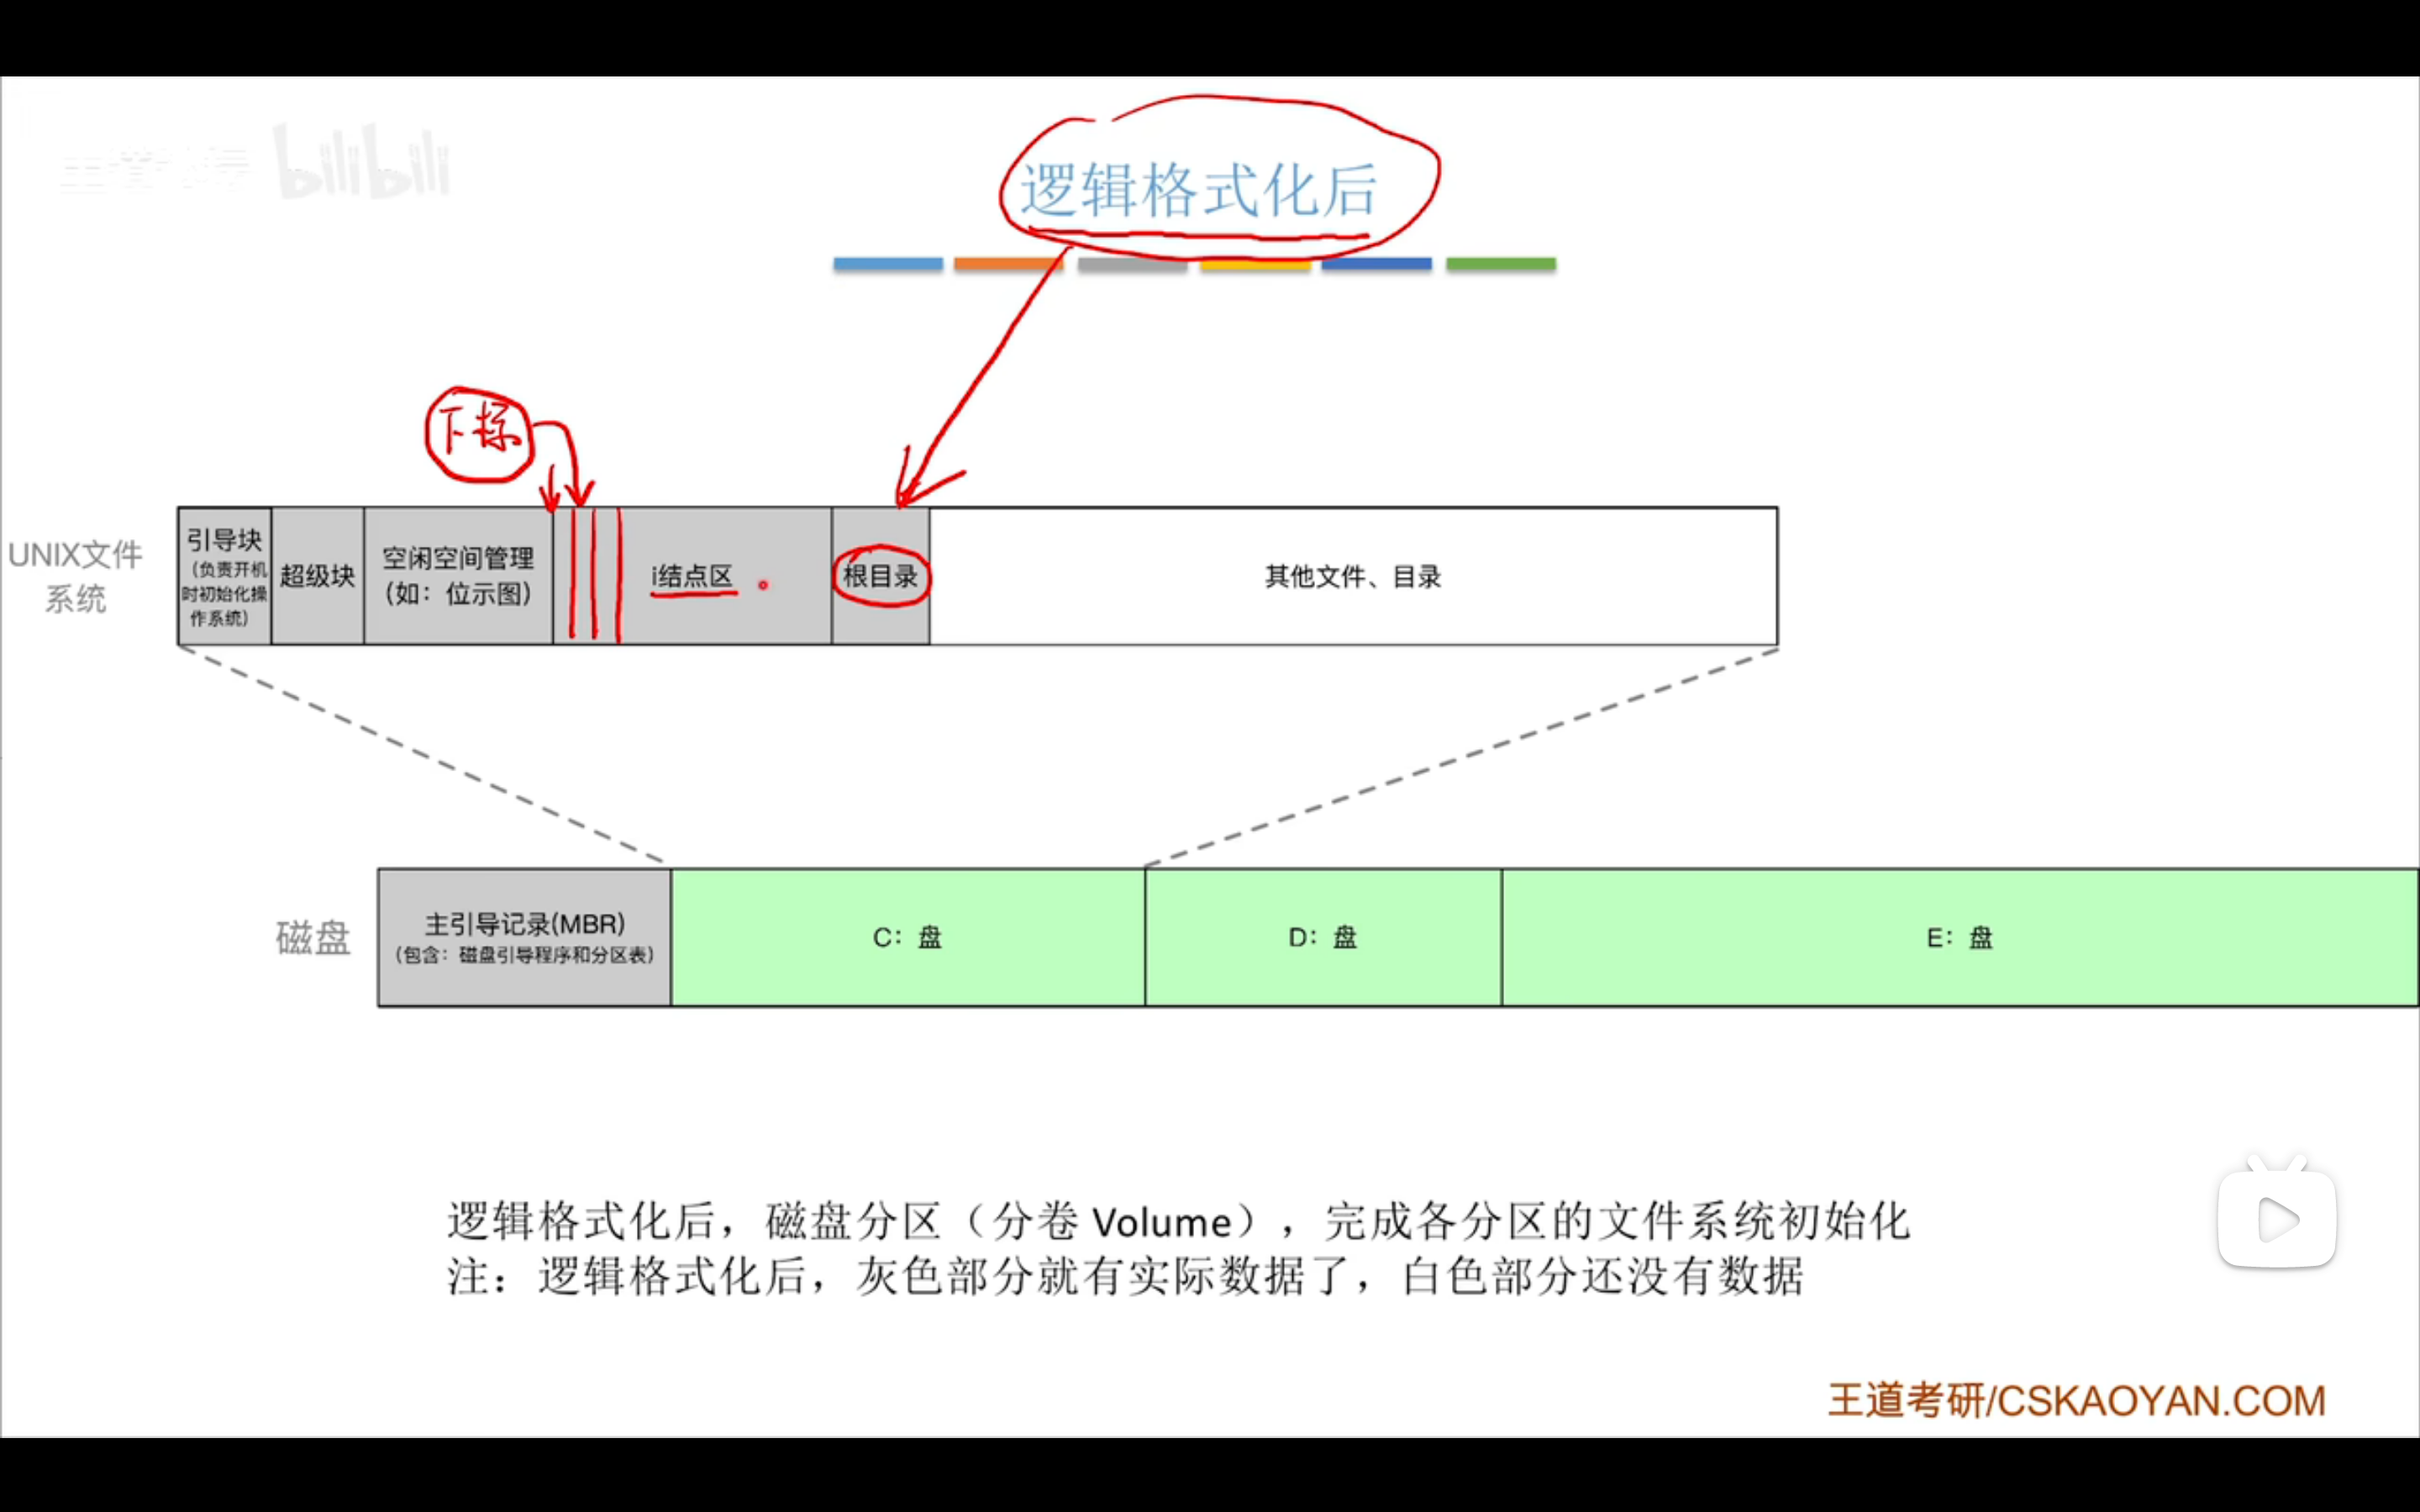 bilibili
逻辑格式化后
下标
UNIX文件
系统
引导块
（负责开机
时初始化操
作系统）
超级块
空闲空间管理
（如：位示图）
i结点区
根目录
其他文件、目录
磁盘
主引导记录(MBR)
（包含：磁盘引导程序和分区表）
C：盘
D：盘
E：盘
逻辑格式化后，磁盘分区（分卷 Volume），完成各分区的文件系统初始化
注：逻辑格式化后，灰色部分就有实际数据了，白色部分还没有数据
王道考研/CSKAOYAN.COM